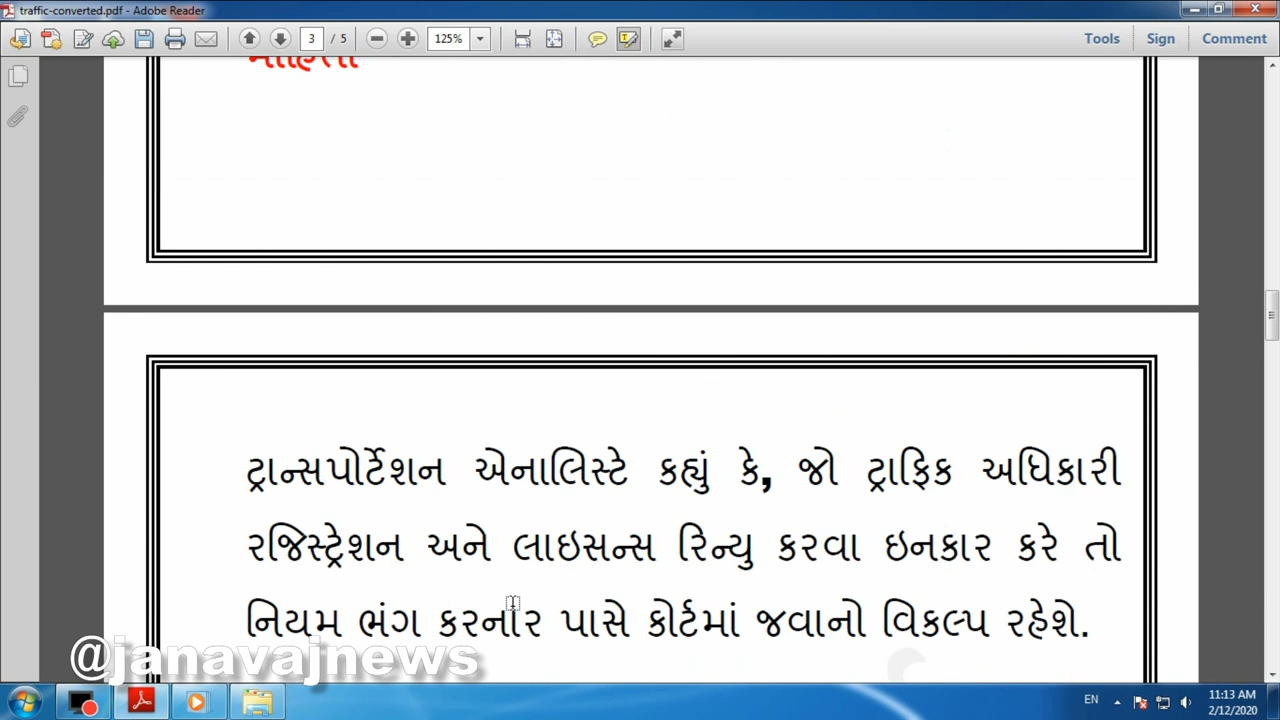 traffic-converted.pdf - Adobe Reader
3 / 5 125% Tools Sign Comment
ટ્રાન્સપોર્ટેશન એનાલિસ્ટે કહ્યું કે, જો ટ્રાફિક અધિકારી
રજિસ્ટ્રેશન અને લાઇસન્સ રિન્યુ કરવા ઇનકાર કરે તો
નિયમ ભંગ કરનાર પાસે કોર્ટમાં જવાનો વિકલ્પ રહેશે.
@janavajnews
EN 11:13 AM
2/12/2020